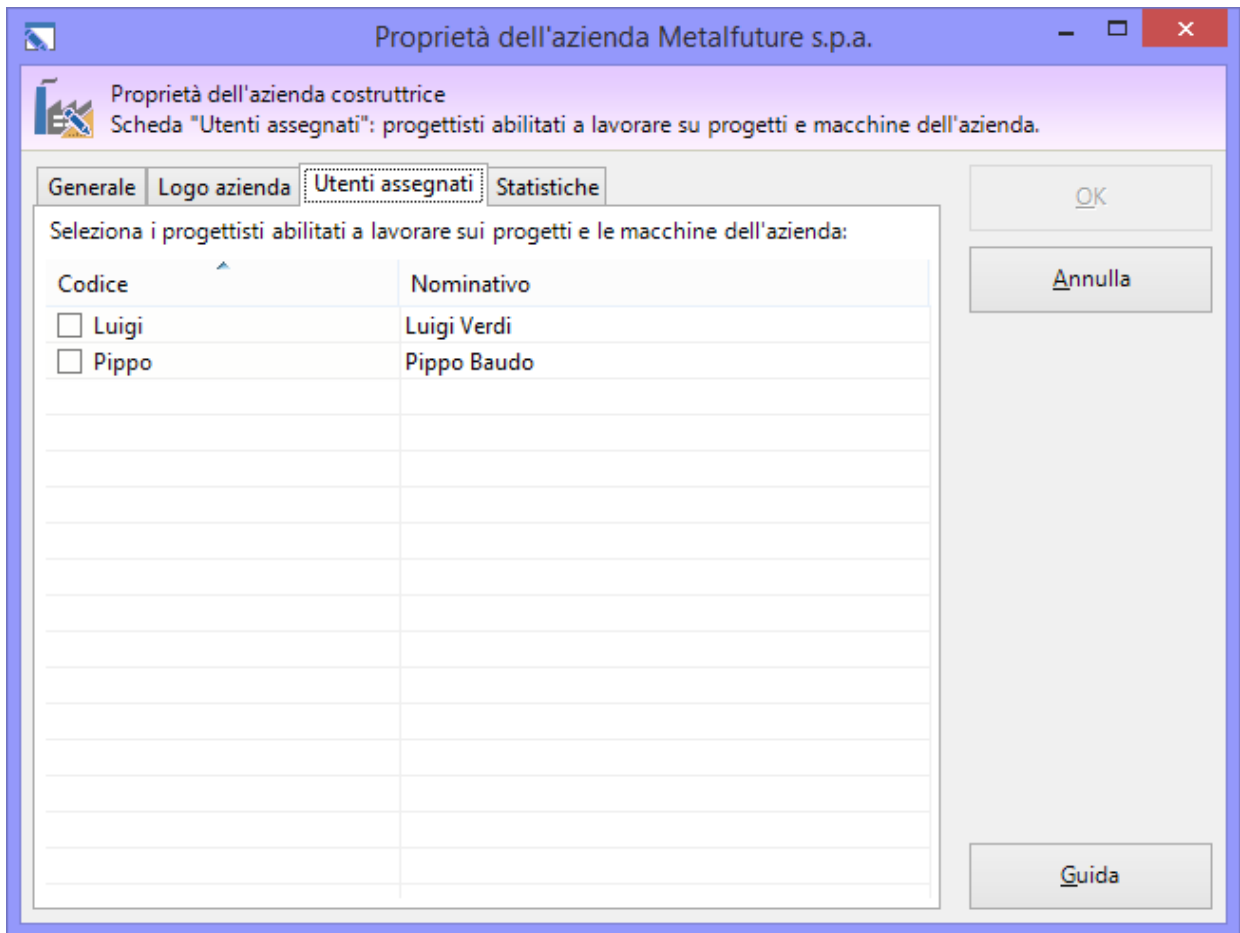 Proprietà dell'azienda Metalfuture s.p.a.
Proprietà dell'azienda costruttrice
Scheda "Utenti assegnati": progettisti abilitati a lavorare su progetti e macchine dell'azienda.
Generale Logo azienda Utenti assegnati Statistiche
Seleziona i progettisti abilitati a lavorare sui progetti e le macchine dell'azienda:
Codice Nominativo
Luigi Luigi Verdi
Pippo Pippo Baudo
OK
Annulla
Guida